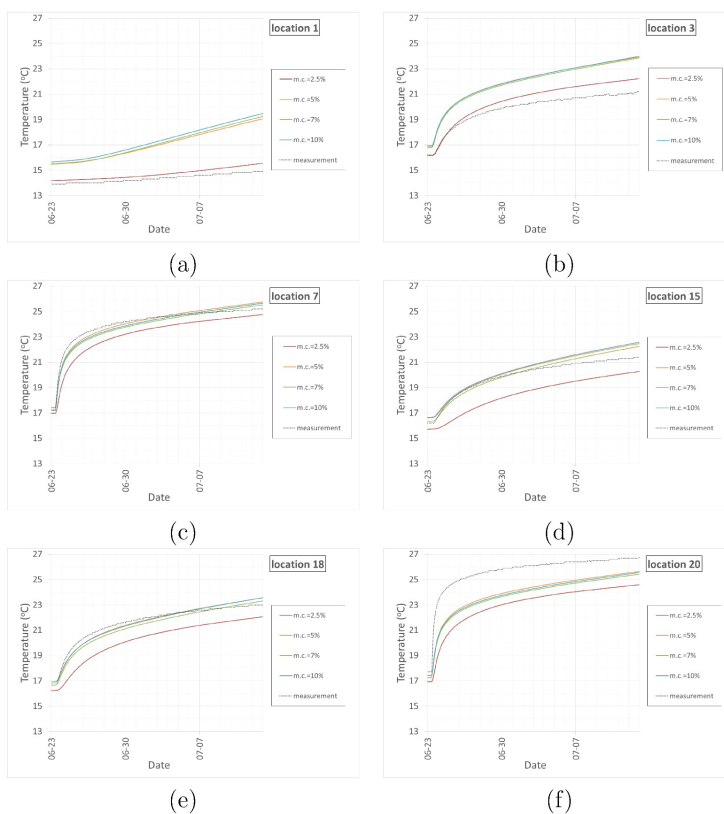 27
25
23
21
19
17
15
13
Temperature (°C)
06-23
06-30
07-07
Date
location 1
m.c.=2.5%
m.c.=5%
m.c.=7%
m.c.=10%
measurement
(a)
27
25
23
21
19
17
15
13
Temperature (°C)
06-23
06-30
07-07
Date
location 3
m.c.=2.5%
m.c.=5%
m.c.=7%
m.c.=10%
measurement
(b)
27
25
23
21
19
17
15
13
Temperature (°C)
06-23
06-30
07-07
Date
location 7
m.c.=2.5%
m.c.=5%
m.c.=7%
m.c.=10%
measurement
(c)
27
25
23
21
19
17
15
13
Temperature (°C)
06-23
06-30
07-07
Date
location 15
m.c.=2.5%
m.c.=5%
m.c.=7%
m.c.=10%
measurement
(d)
27
25
23
21
19
17
15
13
Temperature (°C)
06-23
06-30
07-07
Date
location 18
m.c.=2.5%
m.c.=5%
m.c.=7%
m.c.=10%
measurement
(e)
27
25
23
21
19
17
15
13
Temperature (°C)
06-23
06-30
07-07
Date
location 20
m.c.=2.5%
m.c.=5%
m.c.=7%
m.c.=10%
measurement
(f)